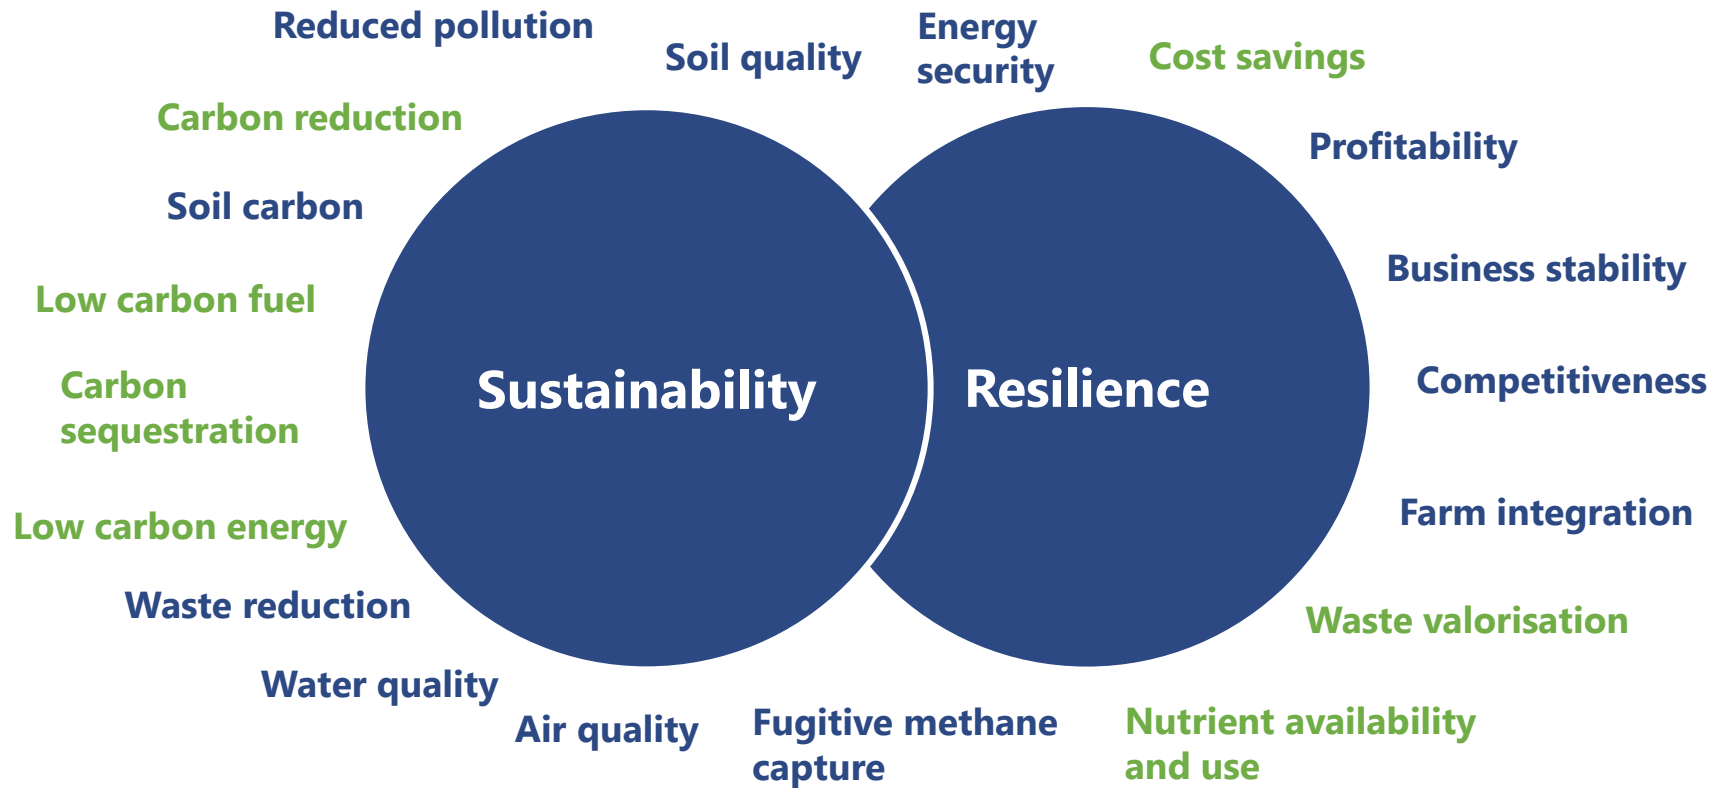 Reduced pollution
Soil quality
Energy
security
Cost savings
Carbon reduction
Profitability
Soil carbon
Business stability
Low carbon fuel
Carbon
sequestration
Sustainability
Resilience
Competitiveness
Low carbon energy
Farm integration
Waste reduction
Waste valorisation
Water quality
Air quality
Fugitive methane
capture
Nutrient availability
and use